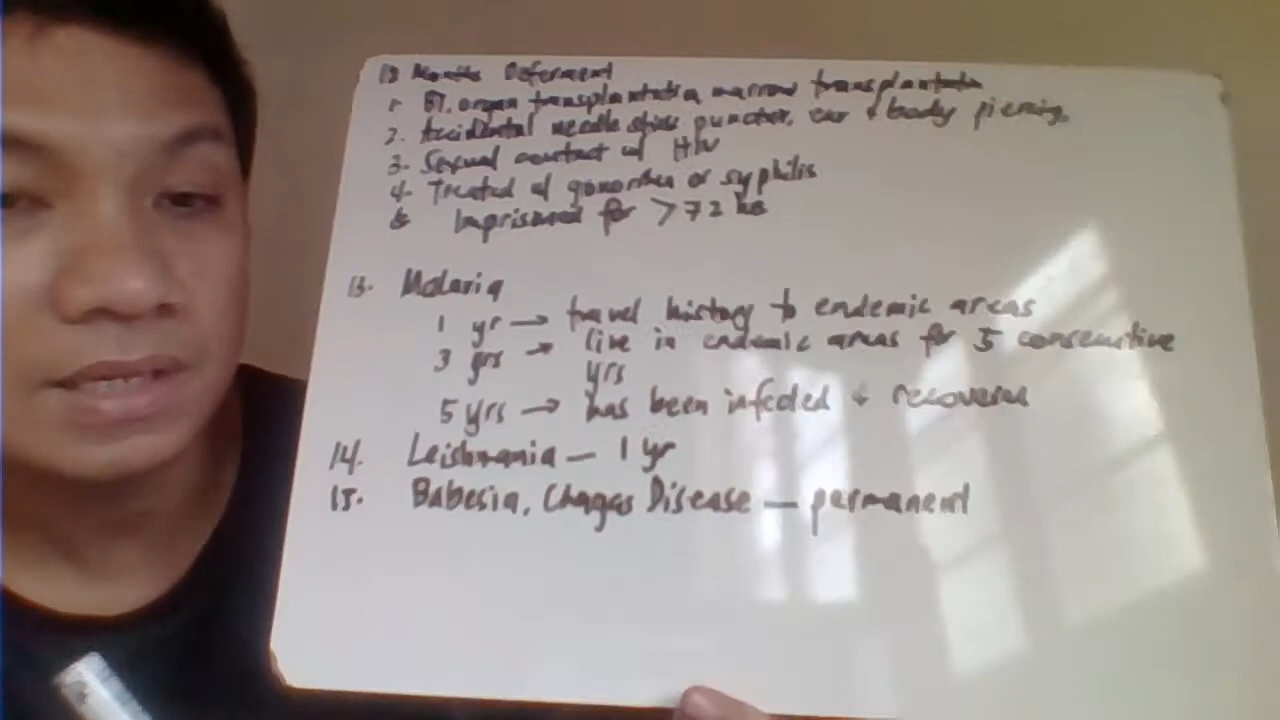 12 Months Deferment
1. BT, organ transplantation, marrow transplantation
2. Accidental needle stick puncture, ear & body piercing
3. Sexual contact w/ HIV
4. Treated w/ gonorrhea or syphilis
5. Imprisoned for > 72 hrs
13. Malaria
1 yr → travel history to endemic areas
3 yrs → live in endemic areas for 5 consecutive
yrs
5 yrs → has been infected & recovered
14. Leishmania — 1 yr
15. Babesia, Chagas Disease — permanent